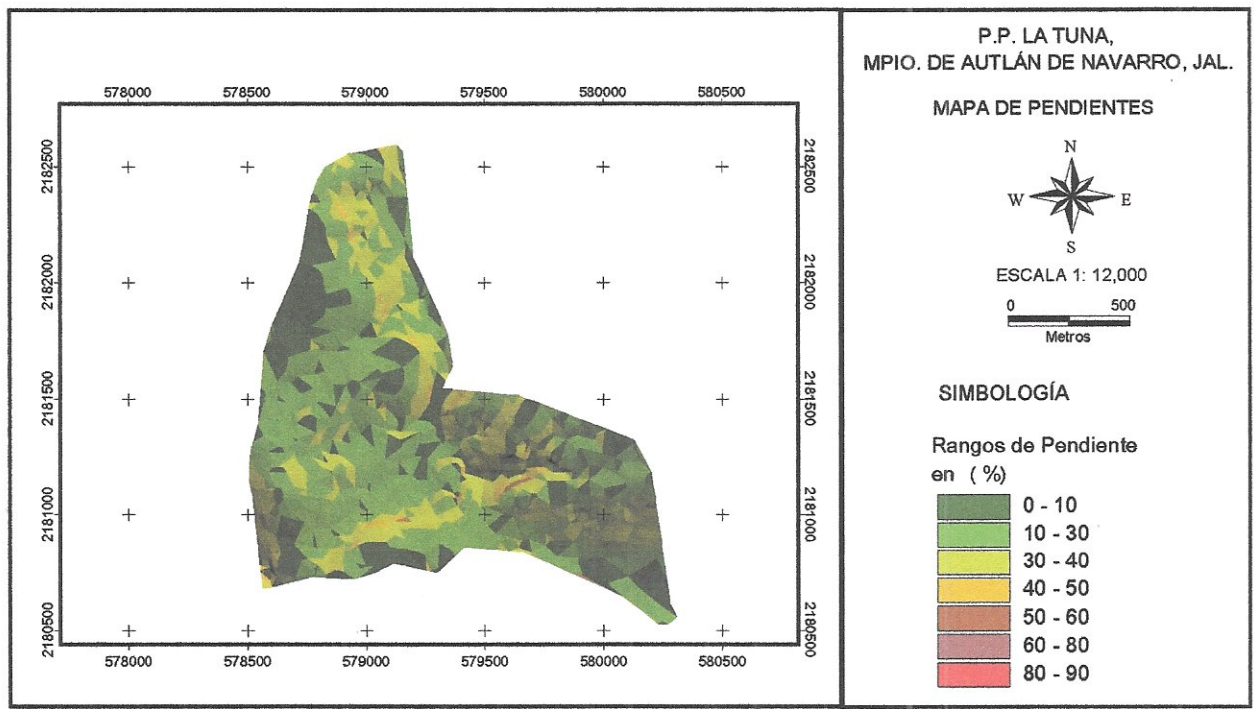 578000 578500 579000 579500 580000 580500
2182500
2182000
2181500
2181000
2180500
2182500
2182000
2181500
2181000
2180500
578000 578500 579000 579500 580000 580500
P.P. LA TUNA,
MPIO. DE AUTLÁN DE NAVARRO, JAL.
MAPA DE PENDIENTES
N
W E
S
ESCALA 1: 12,000
0 500
Metros
SIMBOLOGÍA
Rangos de Pendiente
en ( %)
0 - 10
10 - 30
30 - 40
40 - 50
50 - 60
60 - 80
80 - 90